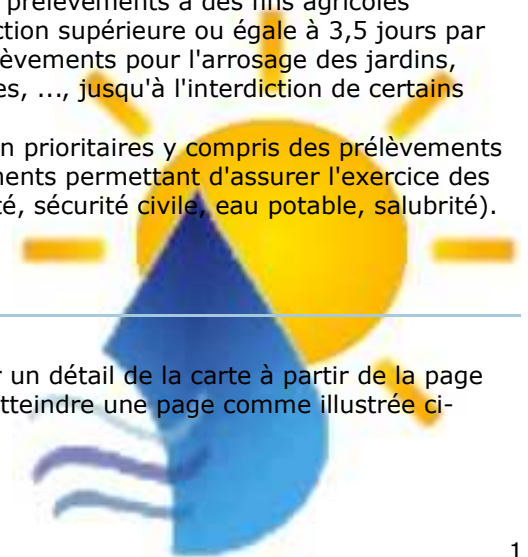 prélèvements à des fins agricoles
ction supérieure ou égale à 3,5 jours par
èvements pour l'arrosage des jardins,
es, ..., jusqu'à l'interdiction de certains
n prioritaires y compris des prélèvements
nents permettant d'assurer l'exercice des
té, sécurité civile, eau potable, salubrité).
r un détail de la carte à partir de la page
tteindre une page comme illustrée ci-
1